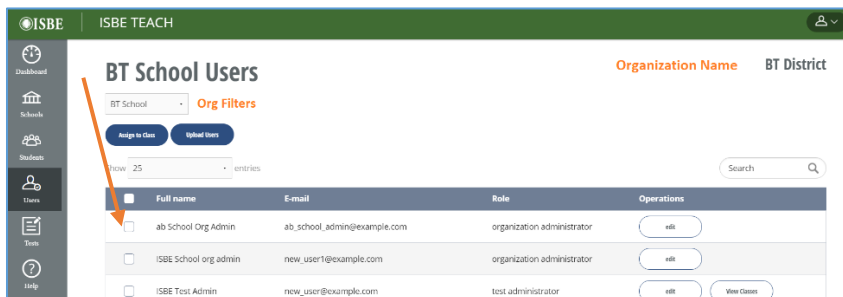 ISBE
ISBE TEACH
Dashboard
Schools
Students
Users
Tests
Help
BT School Users
Organization Name
BT District
BT School
Org Filters
Assign to Class
Upload Users
Show 25 entries
Search
Full name E-mail Role Operations
ab School Org Admin ab_school_admin@example.com organization administrator edit
ISBE School org admin new_user1@example.com organization administrator edit
ISBE Test Admin new_user@example.com test administrator edit View Classes